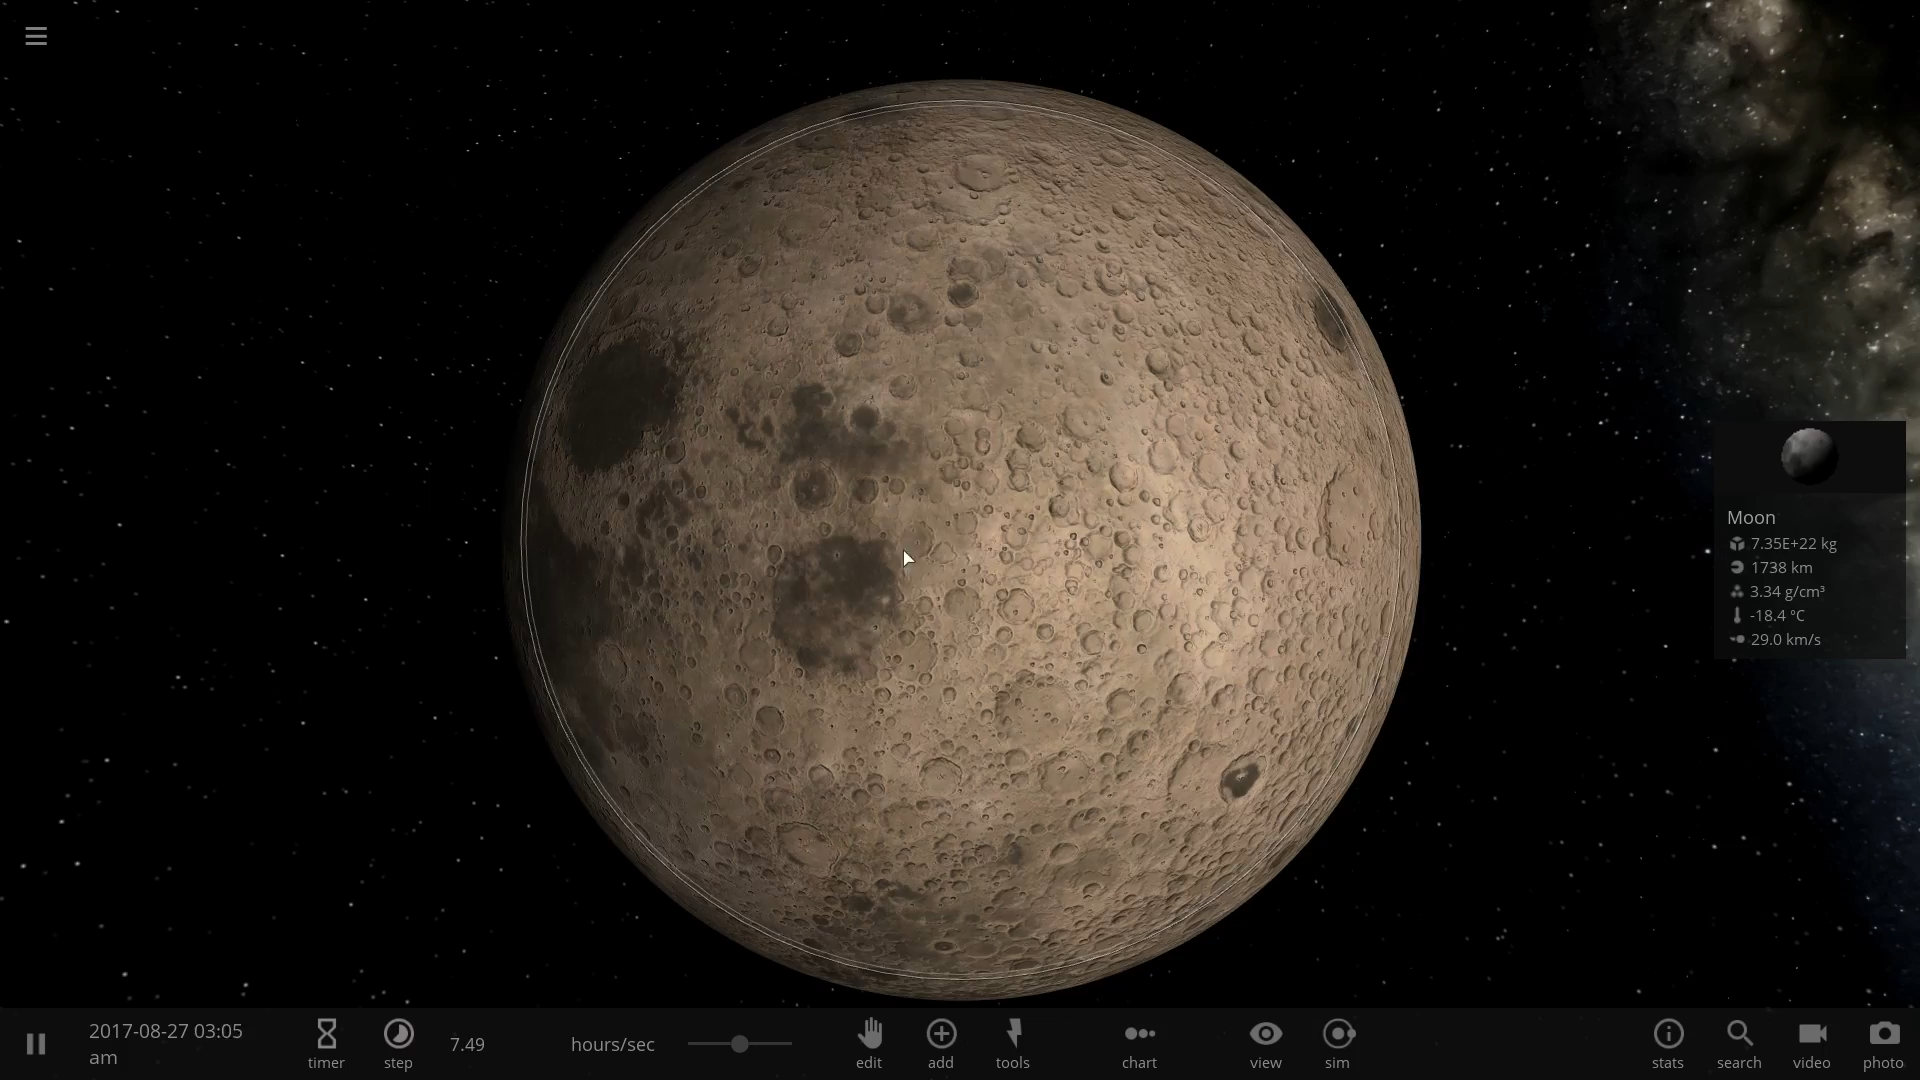 Moon
7.35E+22 kg
1738 km
3.34 g/cm³
-18.4 °C
29.0 km/s
2017-08-27 03:05
am
timer
step
7.49
hours/sec
edit
add
tools
chart
view
sim
stats
search
video
photo